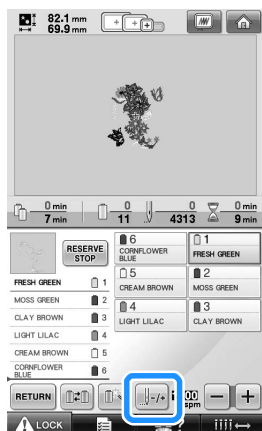 82.1 mm
69.9 mm
0 min
7 min
0
11
0
4313
0 min
9 min
RESERVE
STOP
6
CORNFLOWER
BLUE
1
FRESH GREEN
5
CREAM BROWN
2
MOSS GREEN
4
LIGHT LILAC
3
CLAY BROWN
FRESH GREEN 1
MOSS GREEN 2
CLAY BROWN 3
LIGHT LILAC 4
CREAM BROWN 5
CORNFLOWER
BLUE 6
RETURN
-/+
00
spm
- +
LOCK